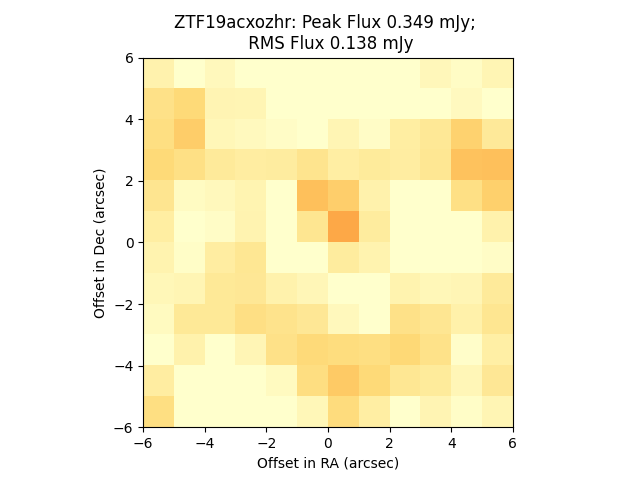 ZTF19acxozhr: Peak Flux 0.349 mJy;
RMS Flux 0.138 mJy
6
4
2
0
−2
−4
−6
Offset in Dec (arcsec)
−6 −4 −2 0 2 4 6
Offset in RA (arcsec)